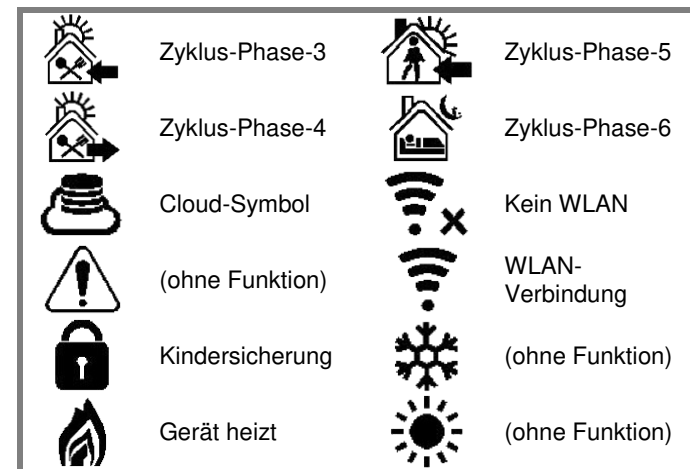 Zyklus-Phase-3
Zyklus-Phase-5
Zyklus-Phase-4
Zyklus-Phase-6
Cloud-Symbol
Kein WLAN
(ohne Funktion)
WLAN-
Verbindung
Kindersicherung
(ohne Funktion)
Gerät heizt
(ohne Funktion)